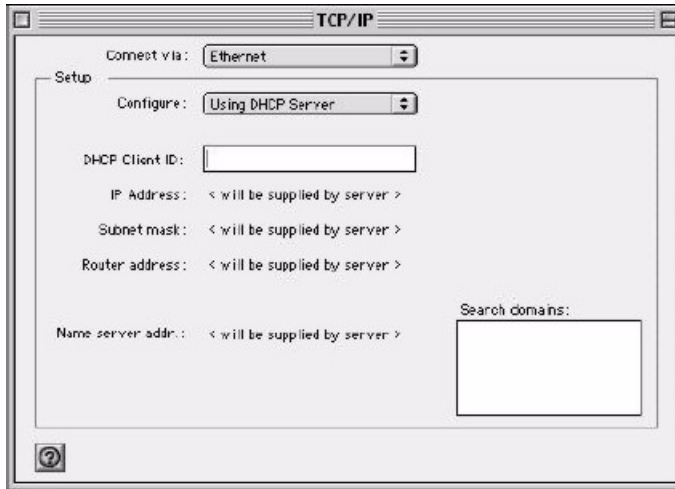 TCP/IP
Connect via: Ethernet
Setup
Configure: Using DHCP Server
DHCP Client ID:
IP Address: < will be supplied by server >
Subnet mask: < will be supplied by server >
Router address: < will be supplied by server >
Search domains:
Name server addr.: < will be supplied by server >
?